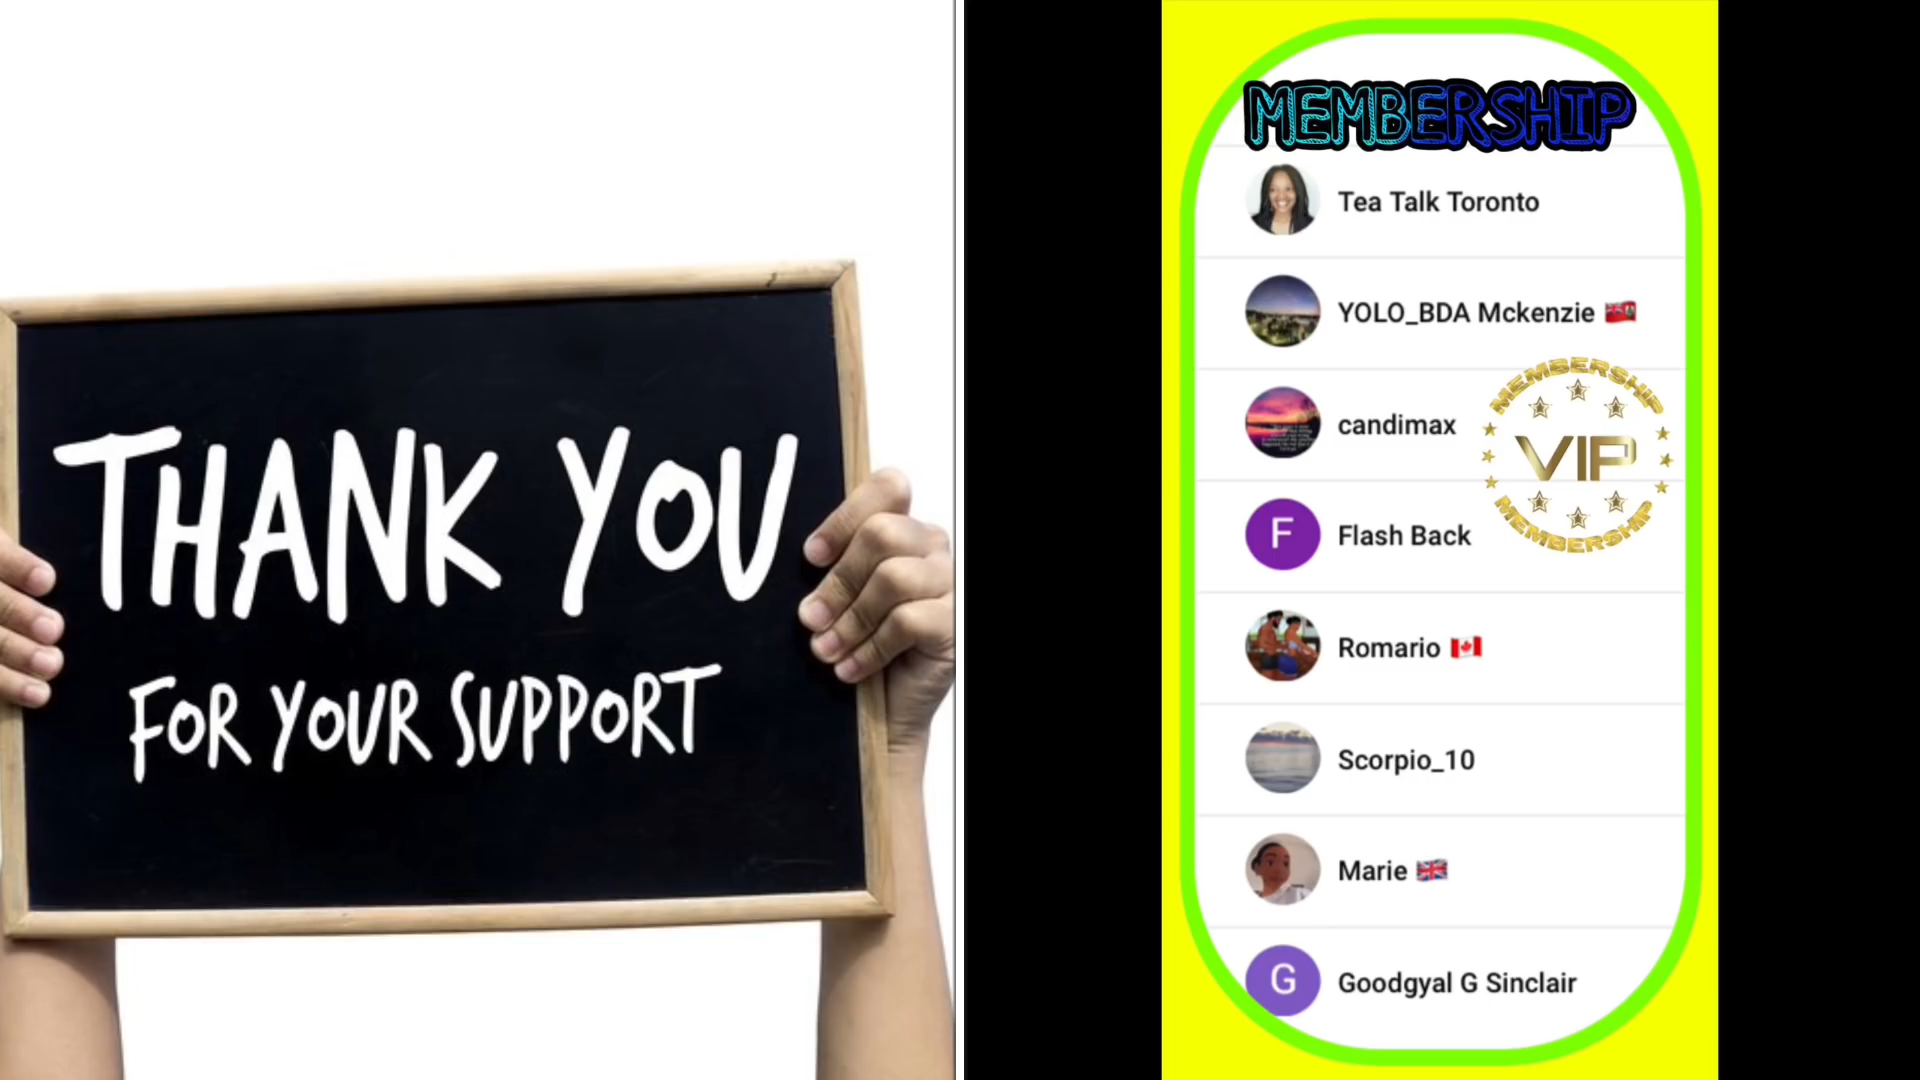 THANK YOU
FOR YOUR SUPPORT
MEMBERSHIP
Tea Talk Toronto
YOLO_BDA Mckenzie
candimax
MEMBERSHIP
VIP
MEMBERSHIP
F
Flash Back
Romario
Scorpio_10
Marie
G
Goodgyal G Sinclair